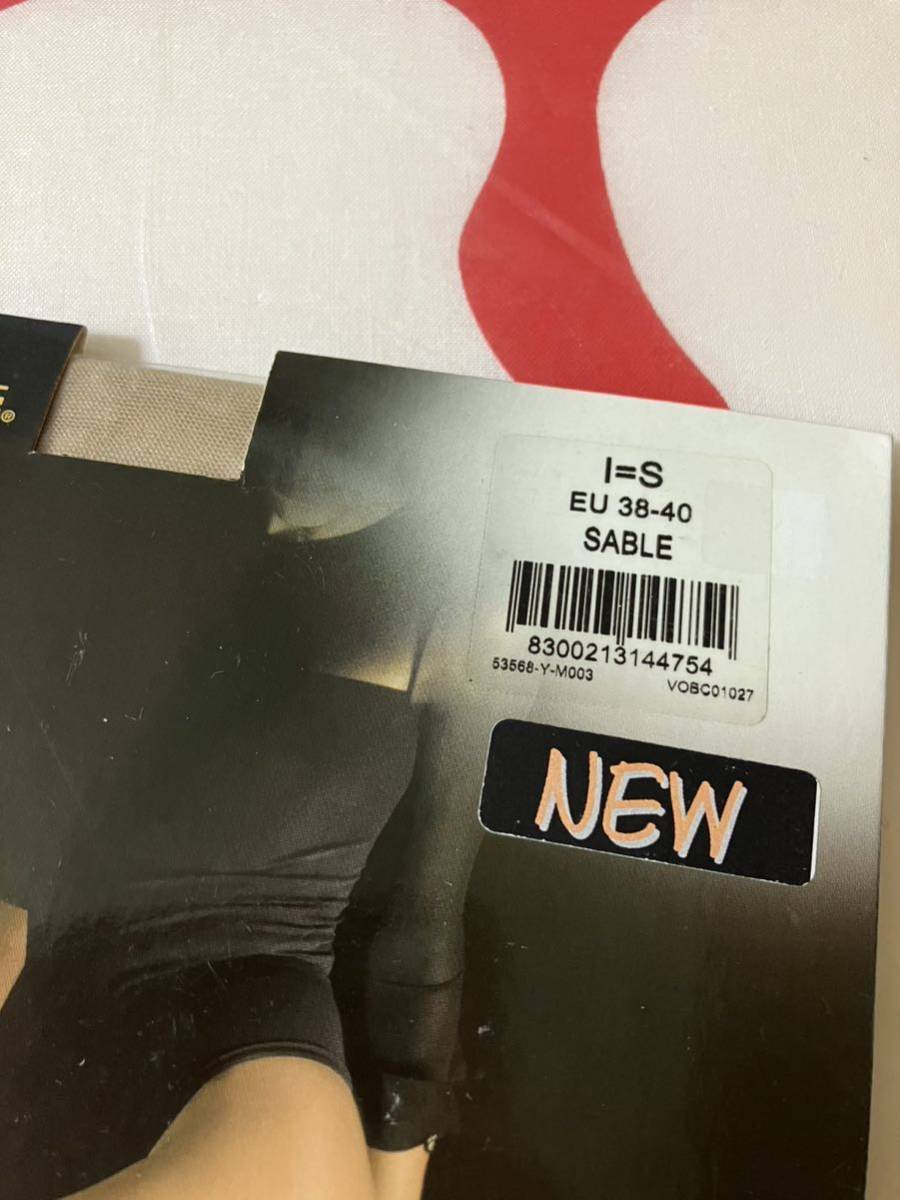 ®
I=S
EU 38-40
SABLE
8300213144754
53568-Y-M003
VOBC01027
NEW